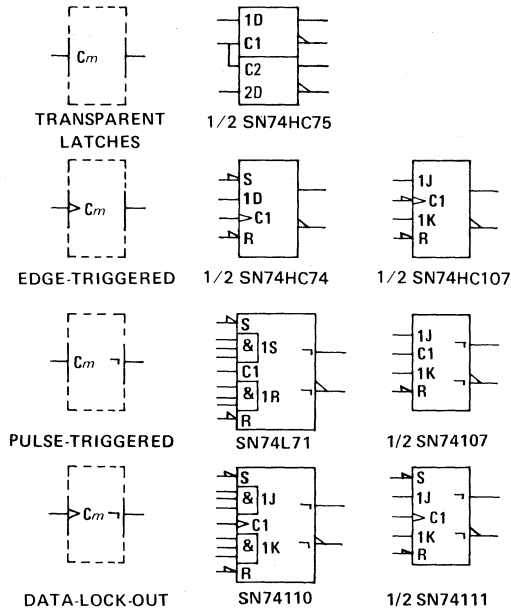 Cm
1D
C1
C2
2D
TRANSPARENT
LATCHES
1/2 SN74HC75
Cm
S
1D
C1
R
1J
C1
1K
R
EDGE-TRIGGERED
1/2 SN74HC74
1/2 SN74HC107
Cm ¬
S
& 1S ¬
C1
& 1R ¬
R
1J ¬
C1
1K ¬
R
PULSE-TRIGGERED
SN74L71
1/2 SN74107
Cm ¬
S
& 1J ¬
C1
& 1K ¬
R
S
1J ¬
C1
1K ¬
R
DATA-LOCK-OUT
SN74110
1/2 SN74111